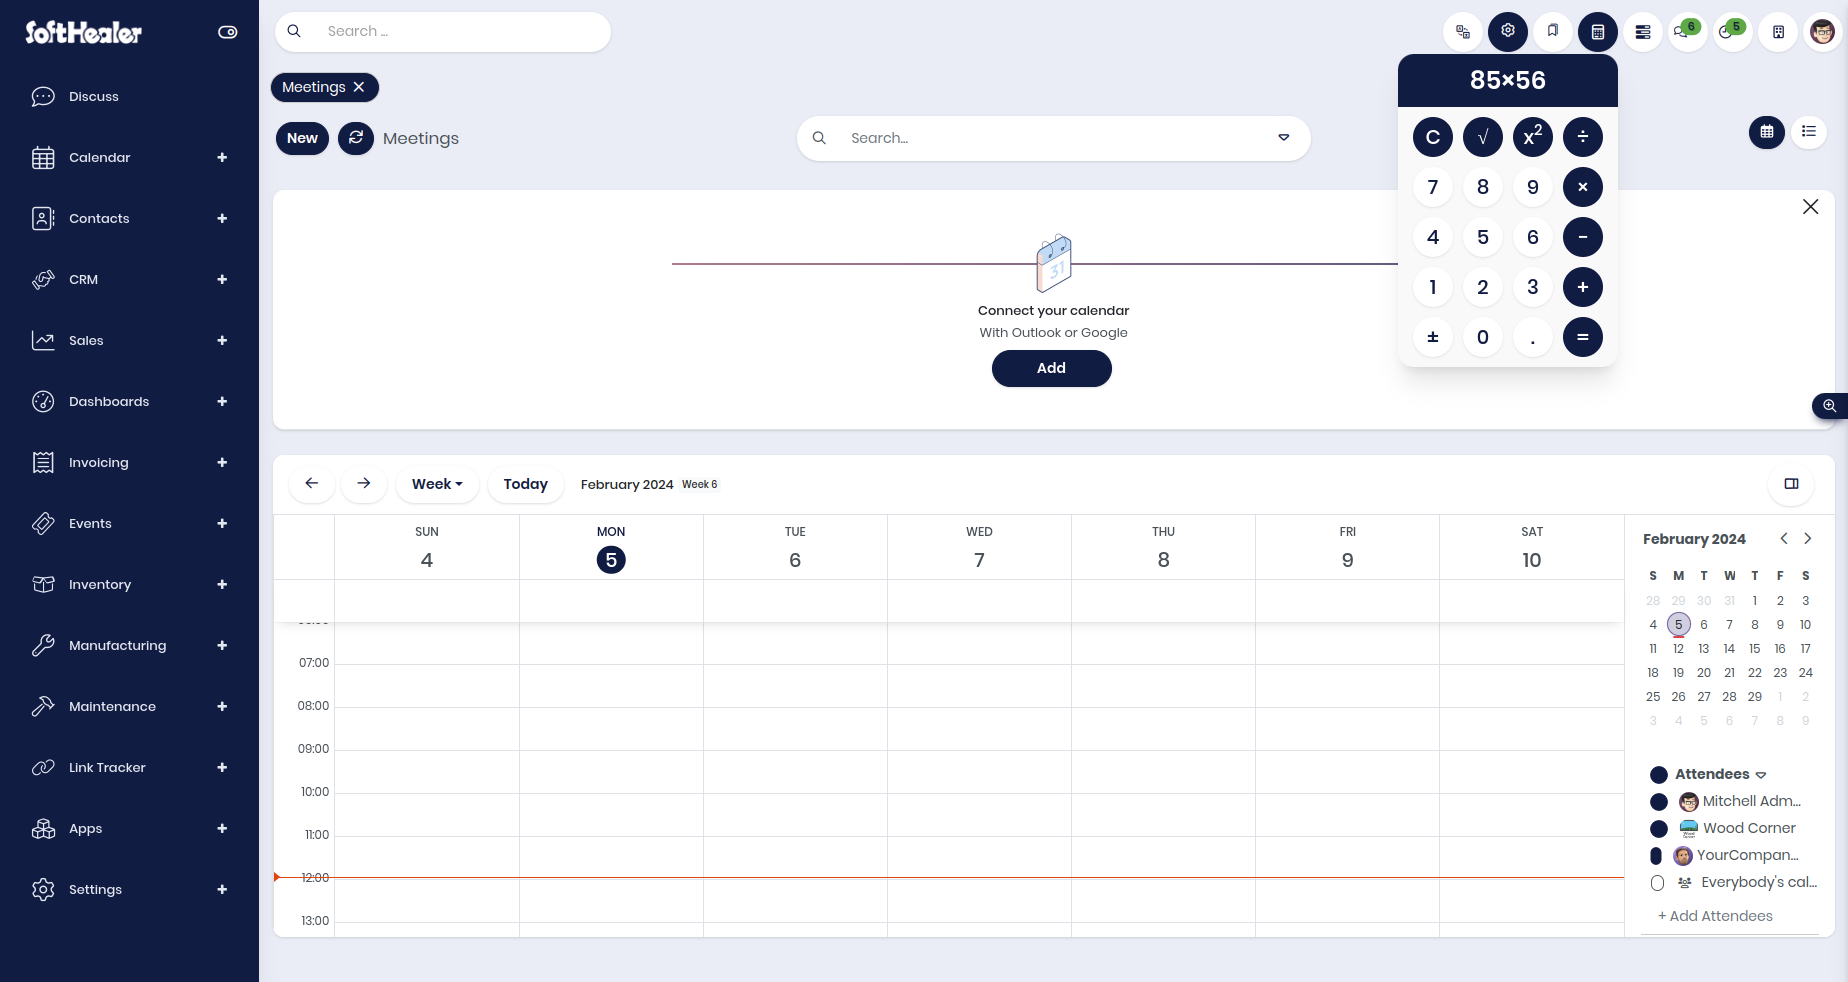 SoftHealer
Discuss
Calendar +
Contacts +
CRM +
Sales +
Dashboards +
Invoicing +
Events +
Inventory +
Manufacturing +
Maintenance +
Link Tracker +
Apps +
Settings +
Search ...
6
5
Meetings ✕
New
Meetings
Search...
85×56
C √ x² ÷
7 8 9 ×
4 5 6 −
1 2 3 +
± 0 . =
31
Connect your calendar
With Outlook or Google
Add
Week
Today
February 2024 Week 6
SUN MON TUE WED THU FRI SAT
4 5 6 7 8 9 10
07:00
08:00
09:00
10:00
11:00
12:00
13:00
February 2024
S M T W T F S
28 29 30 31 1 2 3
4 5 6 7 8 9 10
11 12 13 14 15 16 17
18 19 20 21 22 23 24
25 26 27 28 29 1 2
3 4 5 6 7 8 9
Attendees
Mitchell Adm...
Wood Corner
YourCompan...
Everybody's cal...
+ Add Attendees